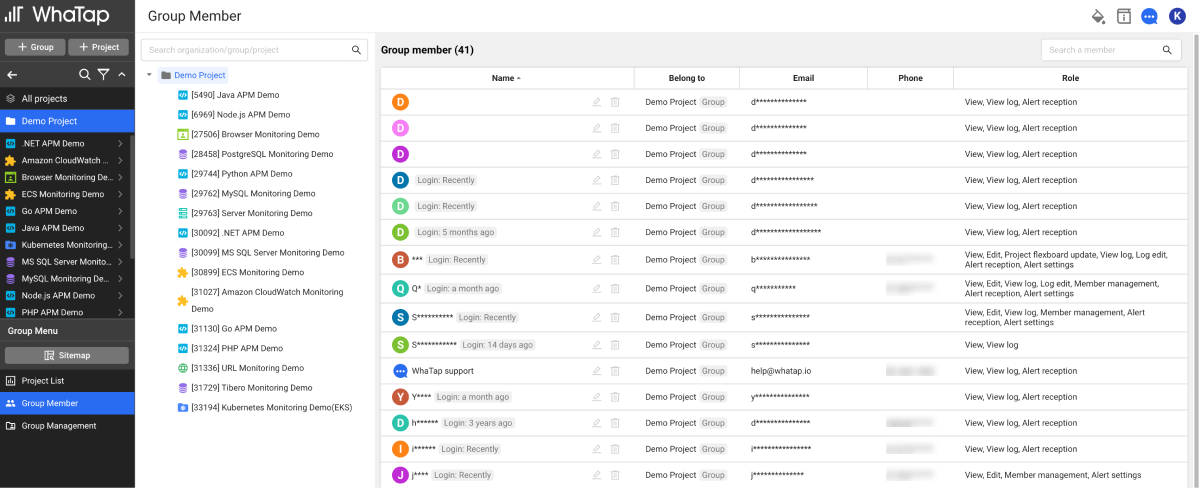 WhaTap
Group Member
K
+ Group
+ Project
All projects
Demo Project
.NET APM Demo
Amazon CloudWatch ...
Browser Monitoring De...
ECS Monitoring Demo
Go APM Demo
Java APM Demo
Kubernetes Monitoring...
MS SQL Server Monito...
MySQL Monitoring De...
Node.js APM Demo
PHP APM Demo
Group Menu
Sitemap
Project List
Group Member
Group Management
Search organization/group/project
Demo Project
[5490] Java APM Demo
[6969] Node.js APM Demo
[27506] Browser Monitoring Demo
[28458] PostgreSQL Monitoring Demo
[29744] Python APM Demo
[29762] MySQL Monitoring Demo
[29763] Server Monitoring Demo
[30092] .NET APM Demo
[30099] MS SQL Server Monitoring Demo
[30899] ECS Monitoring Demo
[31027] Amazon CloudWatch Monitoring
Demo
[31130] Go APM Demo
[31324] PHP APM Demo
[31336] URL Monitoring Demo
[31729] Tibero Monitoring Demo
[33194] Kubernetes Monitoring Demo(EKS)
Group member (41)
Search a member
Name Belong to Email Phone Role
D Demo Project Group d************** View, View log, Alert reception
D Demo Project Group d************** View, View log, Alert reception
D Demo Project Group d************** View, View log, Alert reception
D Login: Recently Demo Project Group d**************** View, View log, Alert reception
D Login: Recently Demo Project Group d***************** View, View log, Alert reception
D Login: 5 months ago Demo Project Group d****************** View, View log, Alert reception
B *** Login: Recently Demo Project Group b*************** View, Edit, Project flexboard update, View log, Log edit,
Alert reception, Alert settings
Q Q* Login: a month ago Demo Project Group q*********** View, Edit, View log, Log edit, Member management,
Alert reception, Alert settings
S S********** Login: Recently Demo Project Group s*************** View, Edit, View log, Member management, Alert
reception, Alert settings
S S*********** Login: 14 days ago Demo Project Group s*************** View, View log
WhaTap support Demo Project Group help@whatap.io View, View log, Alert reception
Y Y**** Login: a month ago Demo Project Group y*************** View, View log, Alert reception
D h****** Login: 3 years ago Demo Project Group d*************** View, View log, Alert reception
I i****** Login: Recently Demo Project Group i**************** View, View log, Alert reception
J j**** Login: Recently Demo Project Group j************* View, Edit, Member management, Alert settings